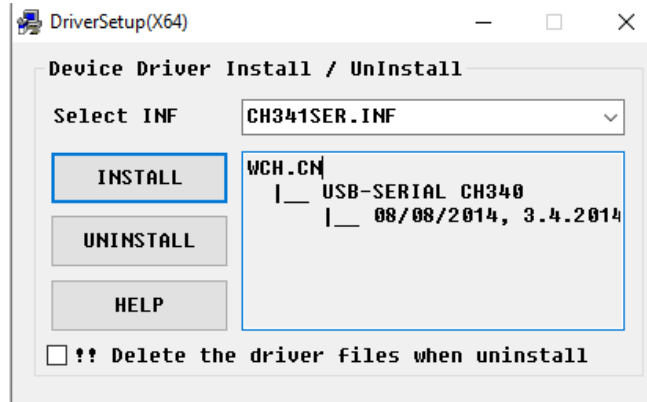 DriverSetup(X64)
Device Driver Install / UnInstall
Select INF
CH341SER.INF
INSTALL
WCH.CN
|__ USB-SERIAL CH340
|__ 08/08/2014, 3.4.2014
UNINSTALL
HELP
!! Delete the driver files when uninstall